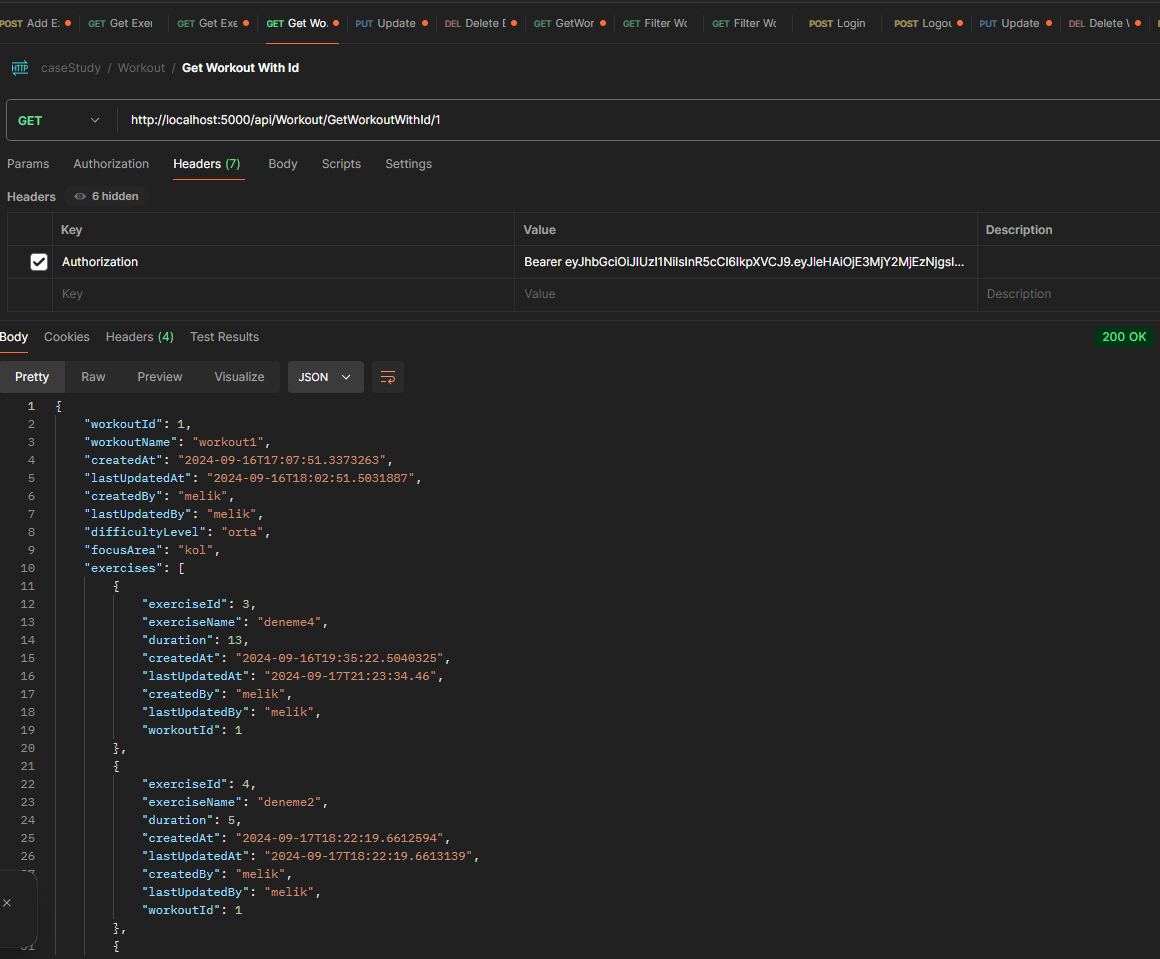 POST Add E: GET Get Exer GET Get Exe GET Get Wo. PUT Update DEL Delete E GET GetWor GET Filter Wc GET Filter Wc POST Login POST Logou PUT Update DEL Delete \
HTTP caseStudy / Workout / Get Workout With Id
GET http://localhost:5000/api/Workout/GetWorkoutWithId/1
Params Authorization Headers (7) Body Scripts Settings
Headers 6 hidden
Key Value Description
Authorization Bearer eyJhbGciOiJIUzI1NiIsInR5cCI6IkpXVCJ9.eyJleHAiOjE3MjY2MjEzNjgsI...
Key Value Description
Body Cookies Headers (4) Test Results 200 OK
Pretty Raw Preview Visualize JSON
1 {
2 "workoutId": 1,
3 "workoutName": "workout1",
4 "createdAt": "2024-09-16T17:07:51.3373263",
5 "lastUpdatedAt": "2024-09-16T18:02:51.5031887",
6 "createdBy": "melik",
7 "lastUpdatedBy": "melik",
8 "difficultyLevel": "orta",
9 "focusArea": "kol",
10 "exercises": [
11 {
12 "exerciseId": 3,
13 "exerciseName": "deneme4",
14 "duration": 13,
15 "createdAt": "2024-09-16T19:35:22.5040325",
16 "lastUpdatedAt": "2024-09-17T21:23:34.46",
17 "createdBy": "melik",
18 "lastUpdatedBy": "melik",
19 "workoutId": 1
20 },
21 {
22 "exerciseId": 4,
23 "exerciseName": "deneme2",
24 "duration": 5,
25 "createdAt": "2024-09-17T18:22:19.6612594",
26 "lastUpdatedAt": "2024-09-17T18:22:19.6613139",
"createdBy": "melik",
"lastUpdatedBy": "melik",
"workoutId": 1
},
{